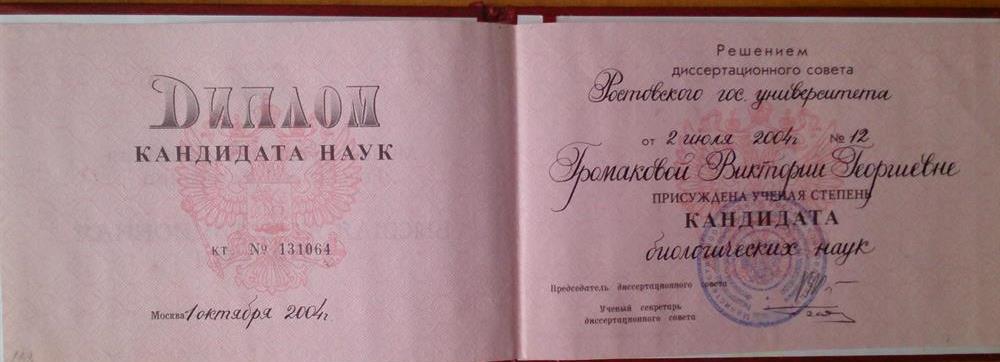 ДИПЛОМ
КАНДИДАТА НАУК
КТ № 131064
Москва 1 октября 2004г.
Решением
диссертационного совета
Ростовского гос. университета
от 2 июля 2004г № 12
Громаковой Виктории Георгиевне
ПРИСУЖДЕНА УЧЕНАЯ СТЕПЕНЬ
КАНДИДАТА
биологических наук
Председатель диссертационного совета
Ученый секретарь
диссертационного совета